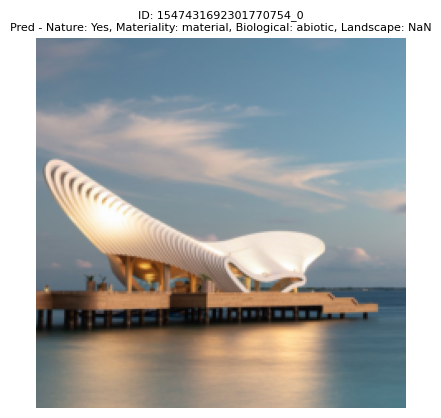 ID: 1547431692301770754_0
Pred - Nature: Yes, Materiality: material, Biological: abiotic, Landscape: NaN